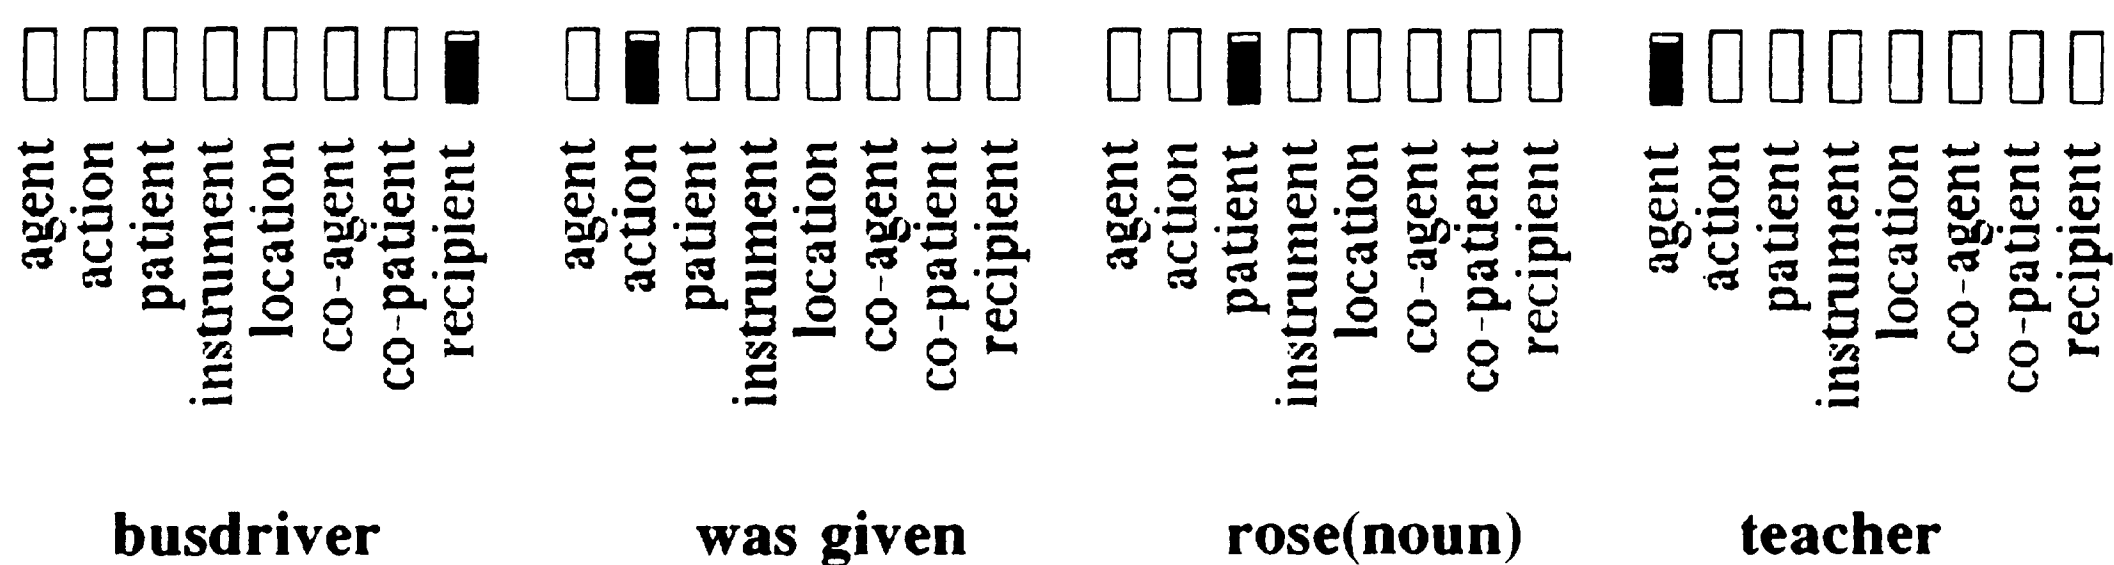 agent action patient instrument location co-agent co-patient recipient
agent action patient instrument location co-agent co-patient recipient
agent action patient instrument location co-agent co-patient recipient
agent action patient instrument location co-agent co-patient recipient
busdriver was given rose(noun) teacher